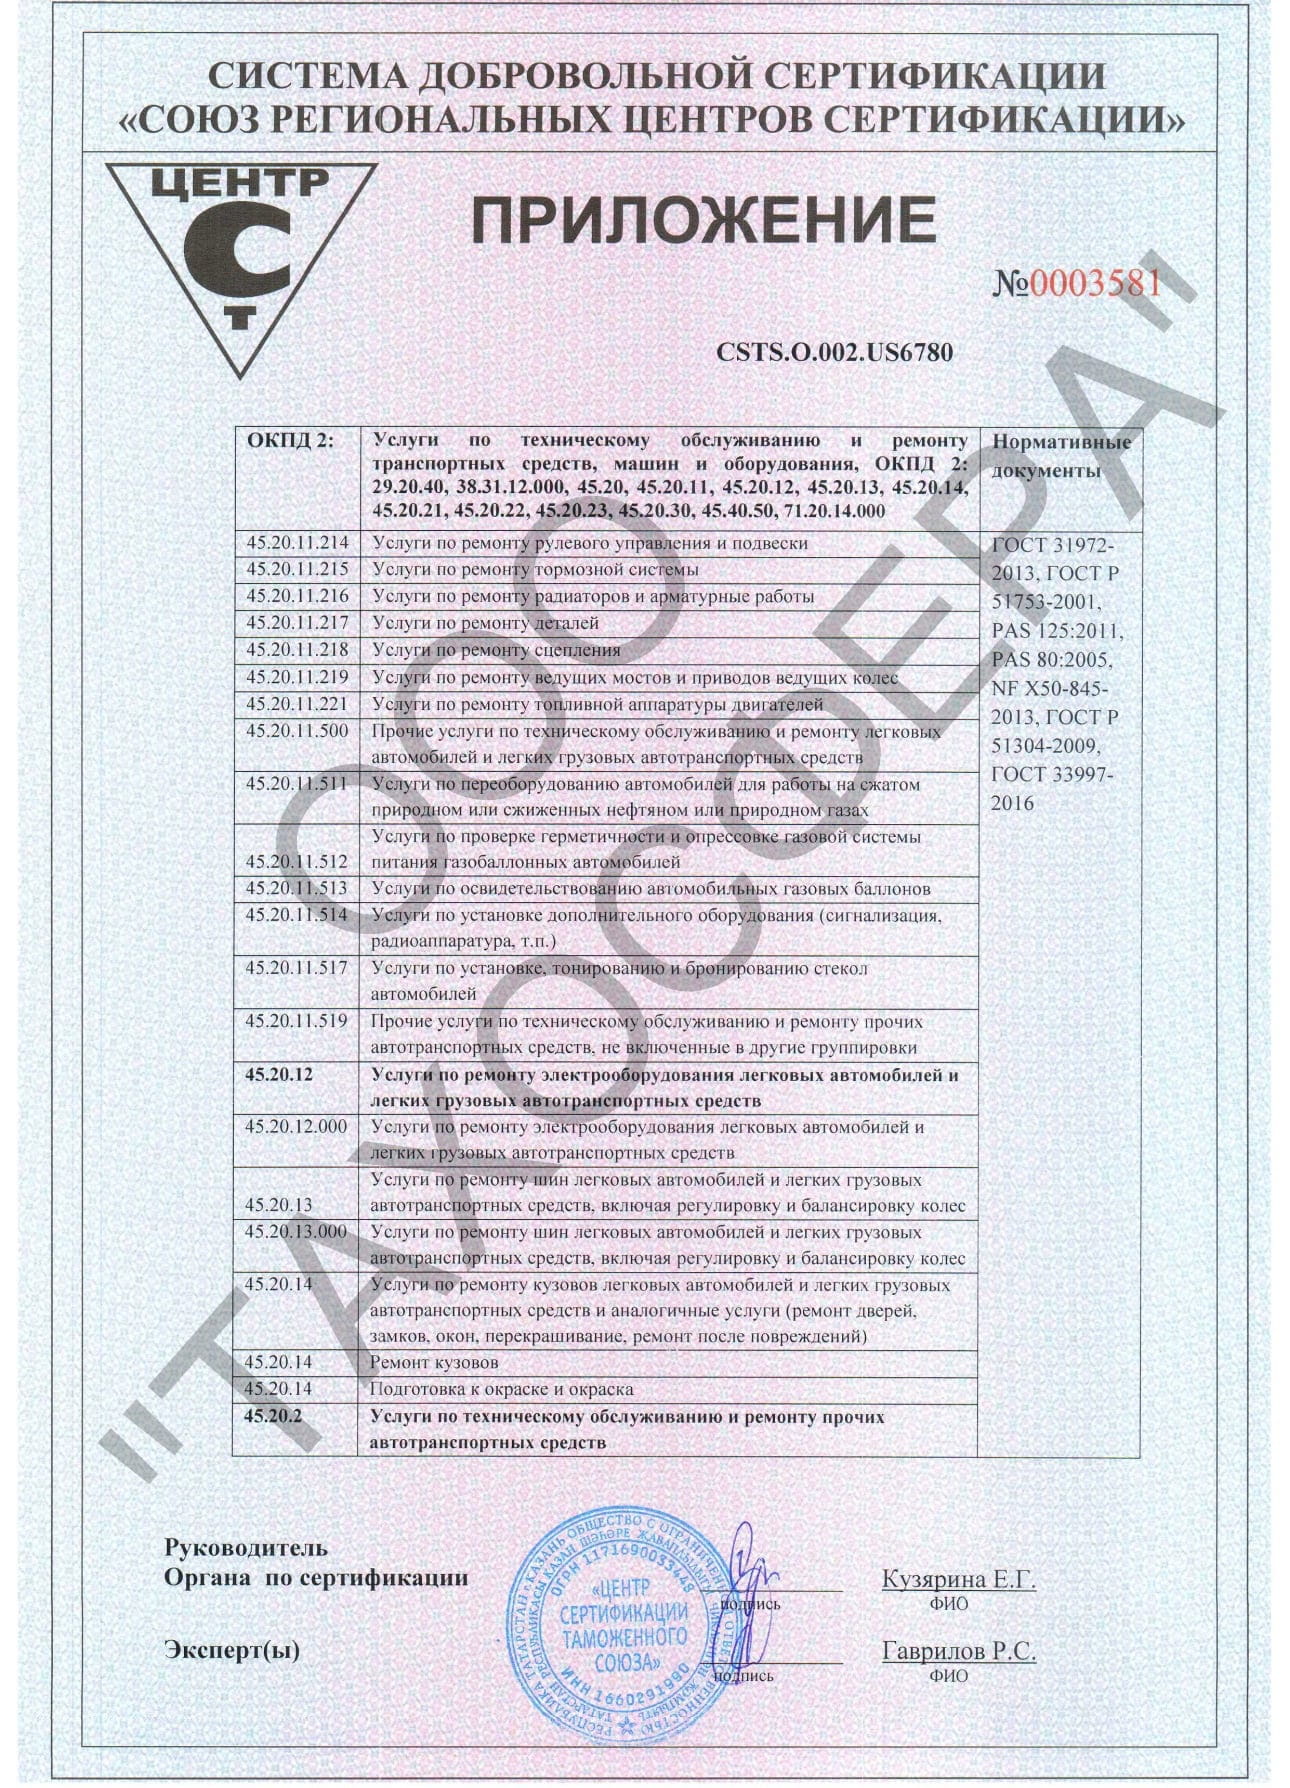 СИСТЕМА ДОБРОВОЛЬНОЙ СЕРТИФИКАЦИИ
«СОЮЗ РЕГИОНАЛЬНЫХ ЦЕНТРОВ СЕРТИФИКАЦИИ»
ЦЕНТР
С
Т
ПРИЛОЖЕНИЕ
№0003581
CSTS.O.002.US6780
ОКПД 2:
Услуги по техническому обслуживанию и ремонту
транспортных средств, машин и оборудования, ОКПД 2:
29.20.40, 38.31.12.000, 45.20, 45.20.11, 45.20.12, 45.20.13, 45.20.14,
45.20.21, 45.20.22, 45.20.23, 45.20.30, 45.40.50, 71.20.14.000
Нормативные
документы
45.20.11.214 Услуги по ремонту рулевого управления и подвески
45.20.11.215 Услуги по ремонту тормозной системы
45.20.11.216 Услуги по ремонту радиаторов и арматурные работы
45.20.11.217 Услуги по ремонту деталей
45.20.11.218 Услуги по ремонту сцепления
45.20.11.219 Услуги по ремонту ведущих мостов и приводов ведущих колес
45.20.11.221 Услуги по ремонту топливной аппаратуры двигателей
45.20.11.500 Прочие услуги по техническому обслуживанию и ремонту легковых
автомобилей и легких грузовых автотранспортных средств
45.20.11.511 Услуги по переоборудованию автомобилей для работы на сжатом
природном или сжиженных нефтяном или природном газах
Услуги по проверке герметичности и опрессовке газовой системы
45.20.11.512 питания газобаллонных автомобилей
45.20.11.513 Услуги по освидетельствованию автомобильных газовых баллонов
45.20.11.514 Услуги по установке дополнительного оборудования (сигнализация,
радиоаппаратура, т.п.)
45.20.11.517 Услуги по установке, тонированию и бронированию стекол
автомобилей
45.20.11.519 Прочие услуги по техническому обслуживанию и ремонту прочих
автотранспортных средств, не включенные в другие группировки
45.20.12 Услуги по ремонту электрооборудования легковых автомобилей и
легких грузовых автотранспортных средств
45.20.12.000 Услуги по ремонту электрооборудования легковых автомобилей и
легких грузовых автотранспортных средств
Услуги по ремонту шин легковых автомобилей и легких грузовых
45.20.13 автотранспортных средств, включая регулировку и балансировку колес
45.20.13.000 Услуги по ремонту шин легковых автомобилей и легких грузовых
автотранспортных средств, включая регулировку и балансировку колес
45.20.14 Услуги по ремонту кузовов легковых автомобилей и легких грузовых
автотранспортных средств и аналогичные услуги (ремонт дверей,
замков, окон, перекрашивание, ремонт после повреждений)
45.20.14 Ремонт кузовов
45.20.14 Подготовка к окраске и окраска
45.20.2 Услуги по техническому обслуживанию и ремонту прочих
автотранспортных средств
ГОСТ 31972-
2013, ГОСТ Р
51753-2001,
PAS 125:2011,
PAS 80:2005,
NF X50-845-
2013, ГОСТ Р
51304-2009,
ГОСТ 33997-
2016
ООО
"ТАХОСФЕРА"
Руководитель
Органа по сертификации
подпись
Кузярина Е.Г.
ФИО
Эксперт(ы)
подпись
Гаврилов Р.С.
ФИО
РЕСПУБЛИКА ТАТАРСТАН г. КАЗАНЬ ОБЩЕСТВО С ОГРАНИЧЕННОЙ ОТВЕТСТВЕННОСТЬЮ
ОГРН 1171690033448
«ЦЕНТР
СЕРТИФИКАЦИИ
ТАМОЖЕННОГО
СОЮЗА»
ИНН 1660291990